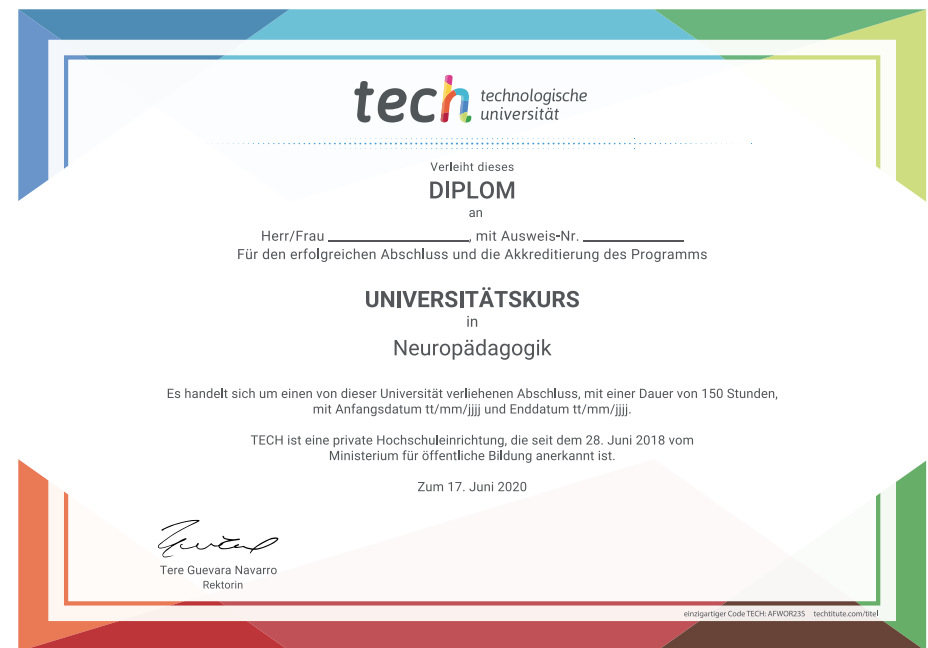 tech technologische
universität
Verleiht dieses
DIPLOM
an
Herr/Frau ________________, mit Ausweis-Nr. ____________
Für den erfolgreichen Abschluss und die Akkreditierung des Programms
UNIVERSITÄTSKURS
in
Neuropädagogik
Es handelt sich um einen von dieser Universität verliehenen Abschluss, mit einer Dauer von 150 Stunden,
mit Anfangsdatum tt/mm/jjjj und Enddatum tt/mm/jjjj.
TECH ist eine private Hochschuleinrichtung, die seit dem 28. Juni 2018 vom
Ministerium für öffentliche Bildung anerkannt ist.
Zum 17. Juni 2020
Tere Guevara Navarro
Rektorin
einzigartiger Code TECH: AFWOR23S techtitute.com/titel